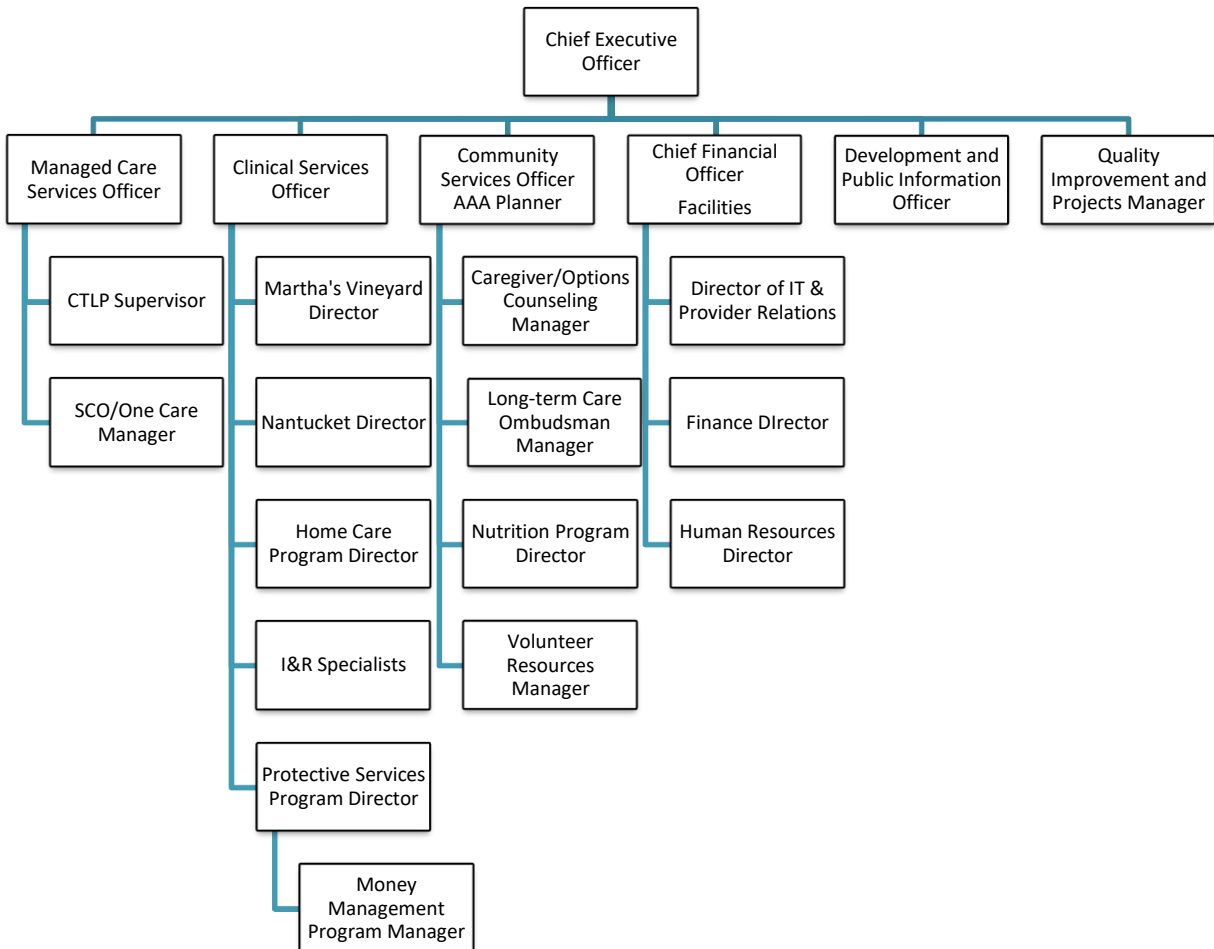 Chief Executive
Officer
Managed Care
Services Officer
Clinical Services
Officer
Community
Services Officer
AAA Planner
Chief Financial
Officer
Facilities
Development and
Public Information
Officer
Quality
Improvement and
Projects Manager
CTLP Supervisor
SCO/One Care
Manager
Martha's Vineyard
Director
Nantucket Director
Home Care
Program Director
I&R Specialists
Protective Services
Program Director
Money
Management
Program Manager
Caregiver/Options
Counseling
Manager
Long-term Care
Ombudsman
Manager
Nutrition Program
Director
Volunteer
Resources
Manager
Director of IT &
Provider Relations
Finance DIrector
Human Resources
Director